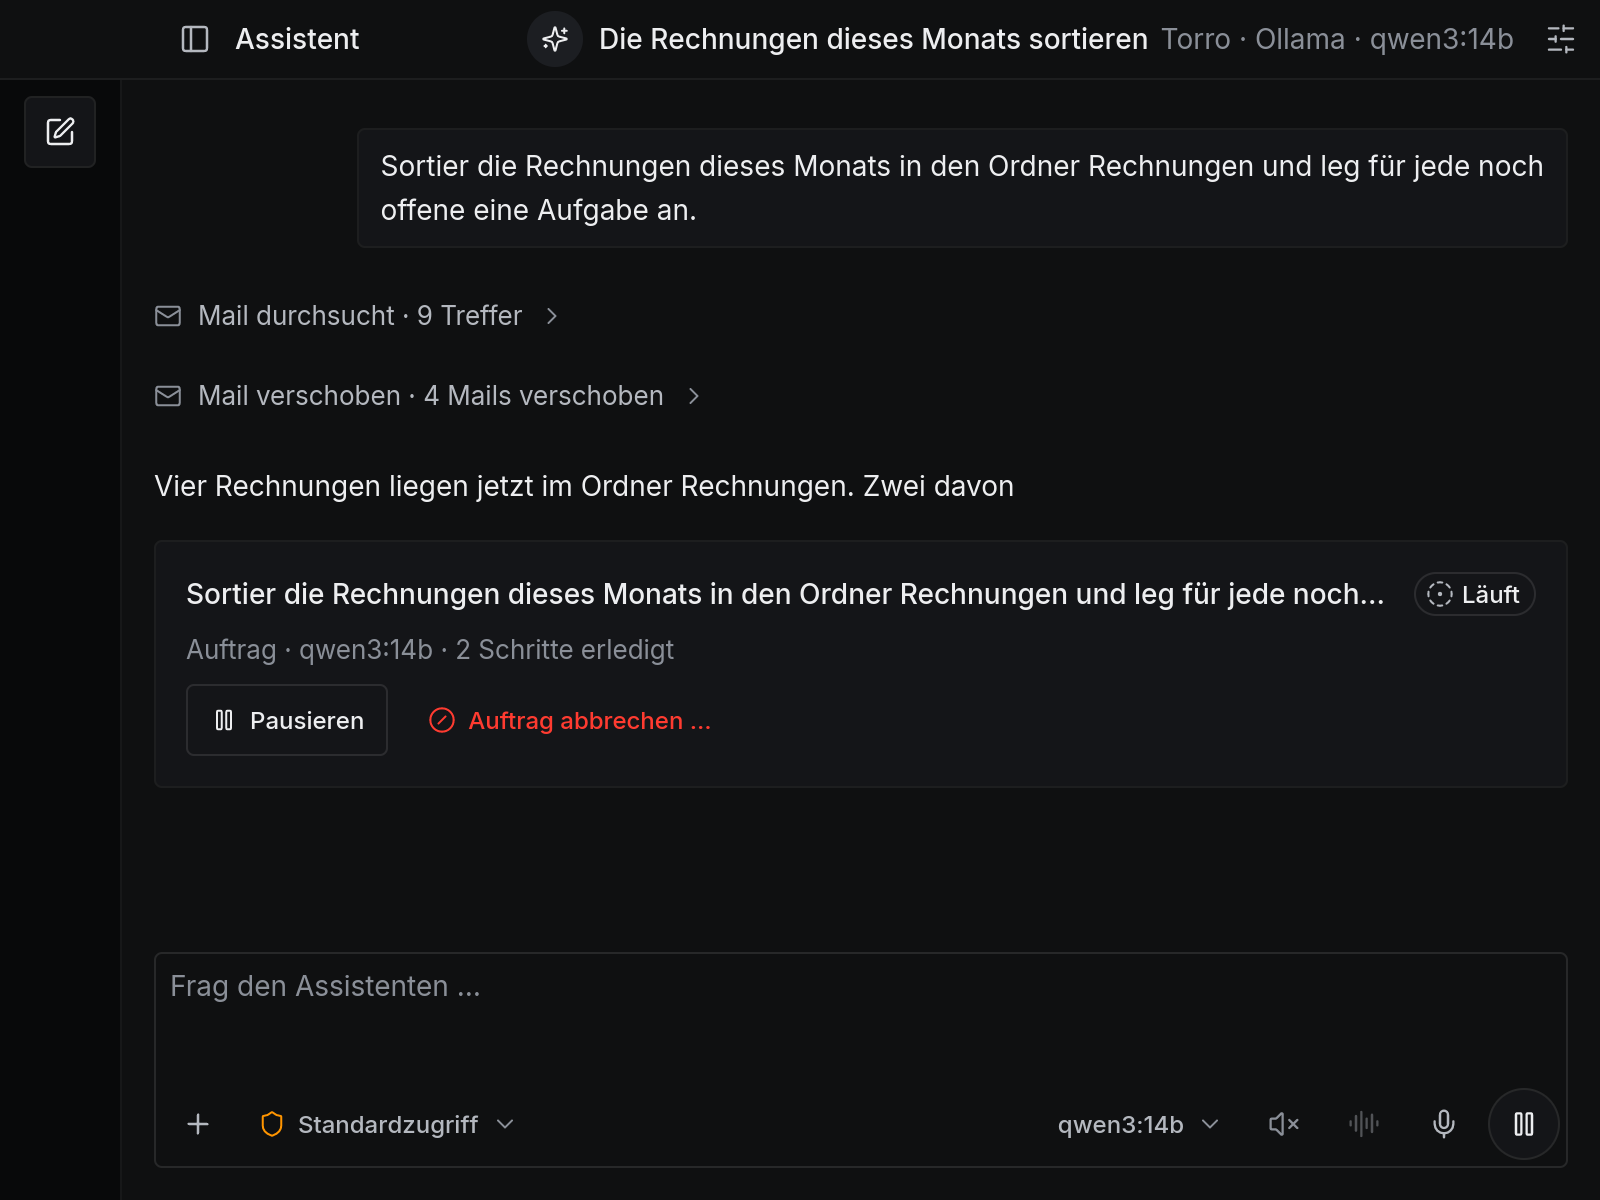 Assistent
Die Rechnungen dieses Monats sortieren Torro · Ollama · qwen3:14b
Sortier die Rechnungen dieses Monats in den Ordner Rechnungen und leg für jede noch
offene eine Aufgabe an.
Mail durchsucht · 9 Treffer
Mail verschoben · 4 Mails verschoben
Vier Rechnungen liegen jetzt im Ordner Rechnungen. Zwei davon
Sortier die Rechnungen dieses Monats in den Ordner Rechnungen und leg für jede noch...
Läuft
Auftrag · qwen3:14b · 2 Schritte erledigt
Pausieren
Auftrag abbrechen ...
Frag den Assistenten ...
Standardzugriff
qwen3:14b